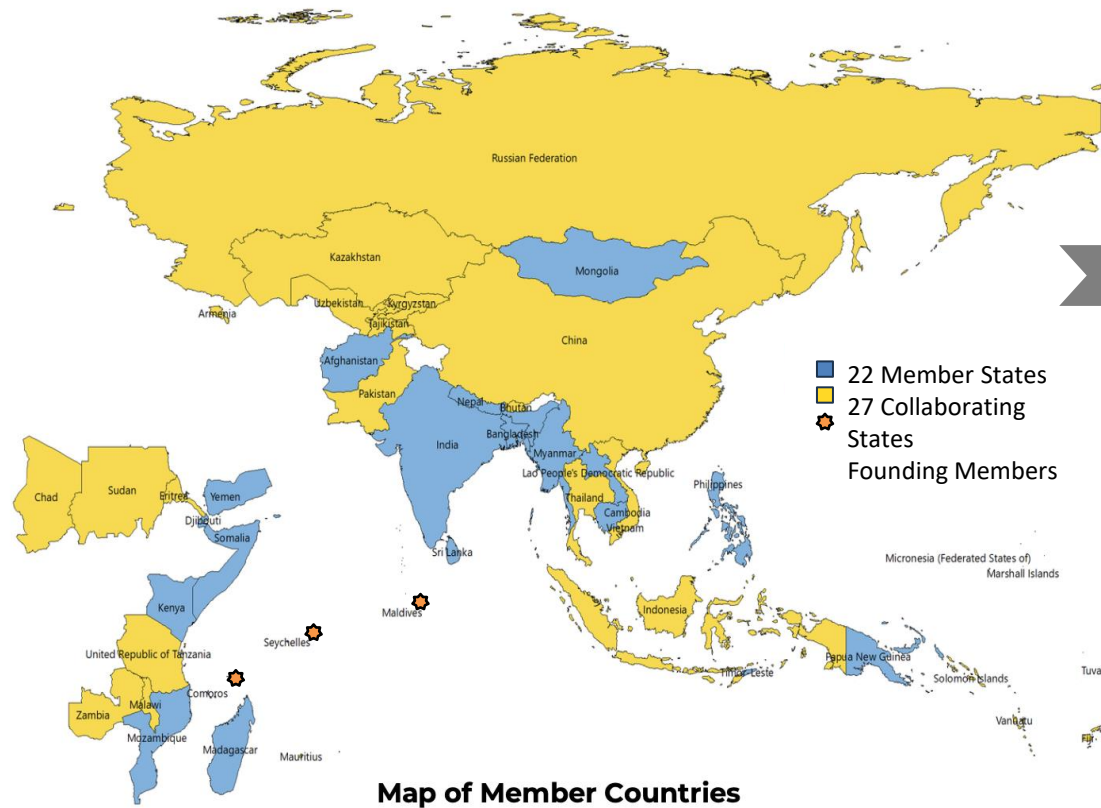 Russian Federation
Kazakhstan
Mongolia
Uzbekistan
Kyrgyzstan
Armenia
Tajikistan
China
Afghanistan
Pakistan
Nepal
Bhutan
Bangladesh
India
Myanmar
Lao People's Democratic Republic
Thailand
Cambodia
Vietnam
Philippines
Sri Lanka
Maldives
22 Member States
27 Collaborating
States
Founding Members
Chad
Sudan
Eritrea
Yemen
Djibouti
Somalia
Kenya
Seychelles
United Republic of Tanzania
Comoros
Malawi
Zambia
Mozambique
Madagascar
Mauritius
Micronesia (Federated States of)
Marshall Islands
Indonesia
Papua New Guinea
Timor-Leste
Solomon Islands
Tuva
Vanuatu
Fiji
Map of Member Countries